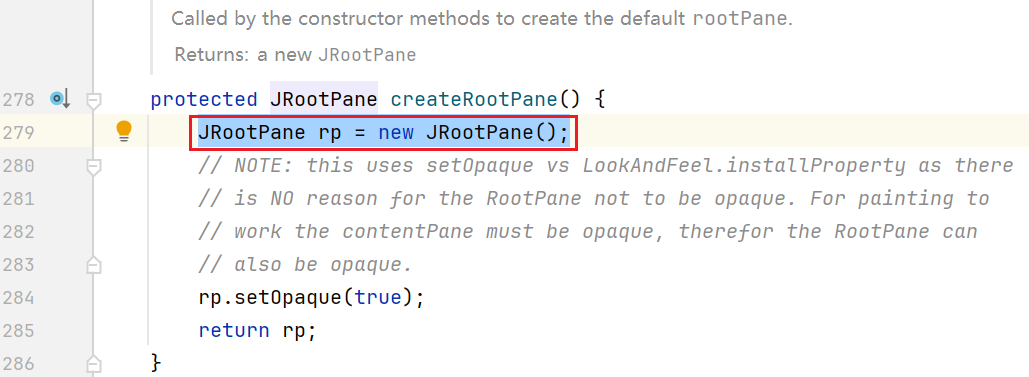 Called by the constructor methods to create the default rootPane.
Returns: a new JRootPane
278 protected JRootPane createRootPane() {
279 JRootPane rp = new JRootPane();
280 // NOTE: this uses setOpaque vs LookAndFeel.installProperty as there
281 // is NO reason for the RootPane not to be opaque. For painting to
282 // work the contentPane must be opaque, therefor the RootPane can
283 // also be opaque.
284 rp.setOpaque(true);
285 return rp;
286 }